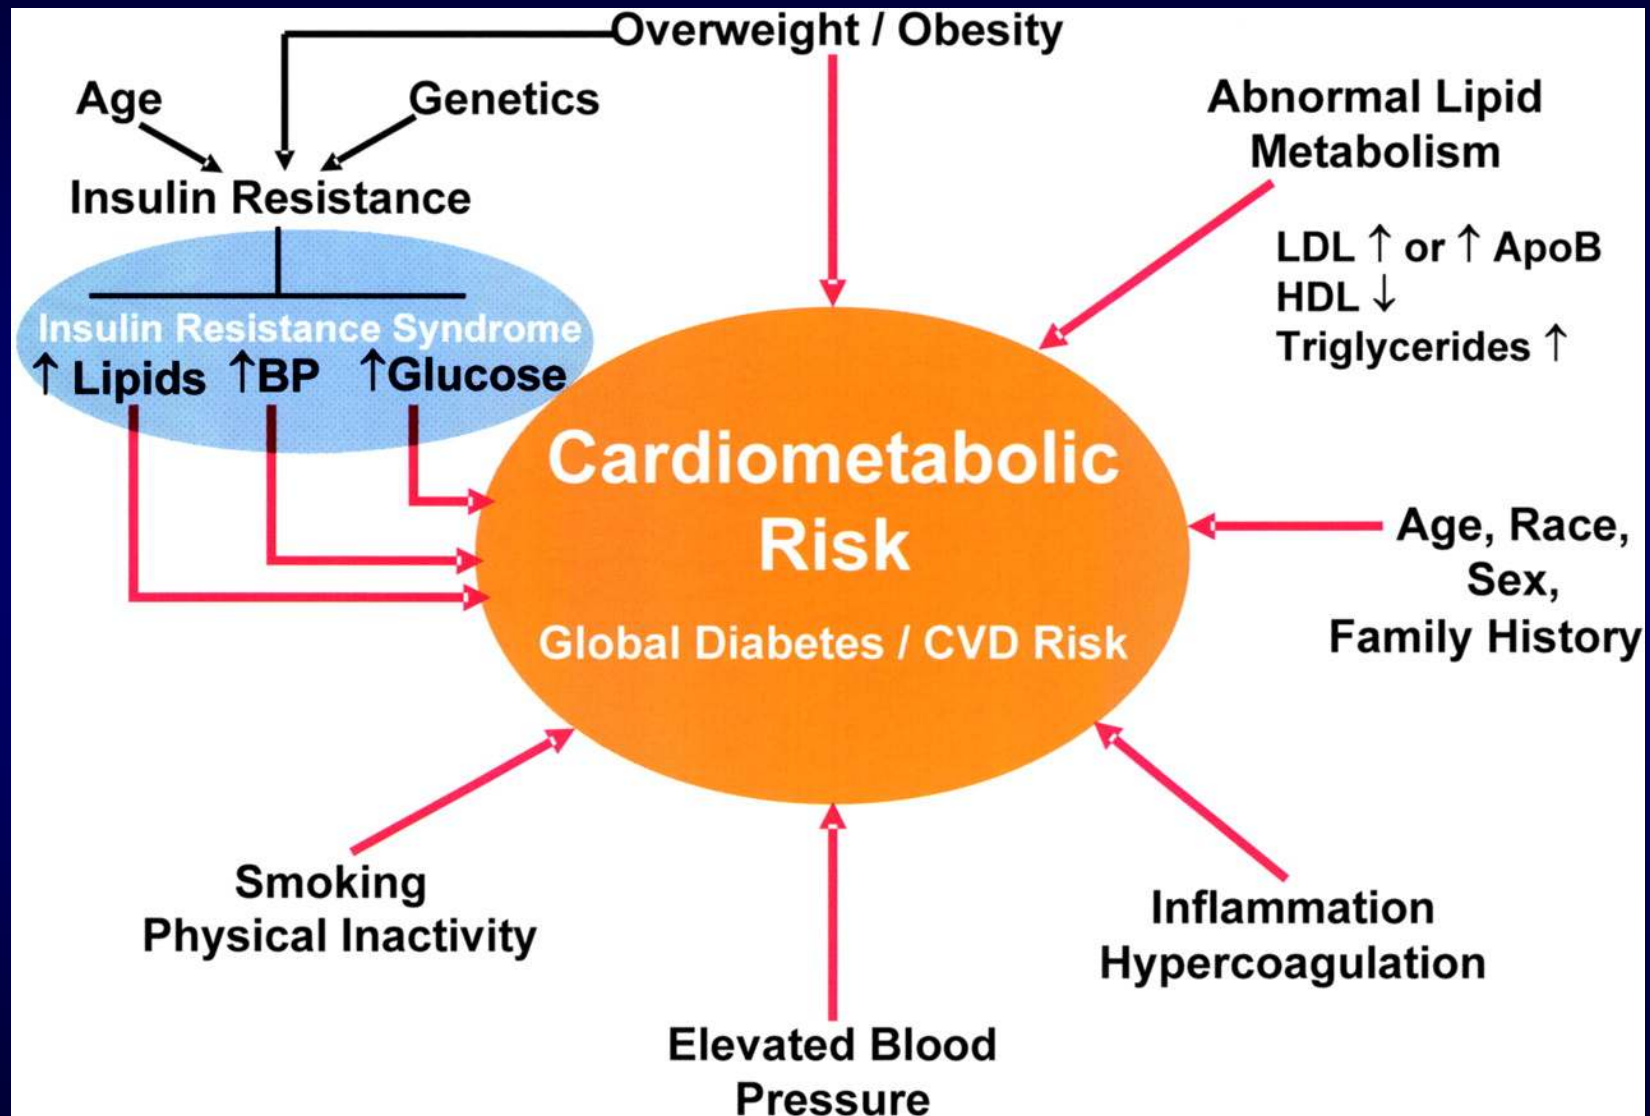 Overweight / Obesity
Age
Genetics
Insulin Resistance
Insulin Resistance Syndrome
↑ Lipids ↑BP ↑Glucose
Abnormal Lipid
Metabolism
LDL ↑ or ↑ ApoB
HDL ↓
Triglycerides ↑
Cardiometabolic
Risk
Global Diabetes / CVD Risk
Age, Race,
Sex,
Family History
Smoking
Physical Inactivity
Inflammation
Hypercoagulation
Elevated Blood
Pressure